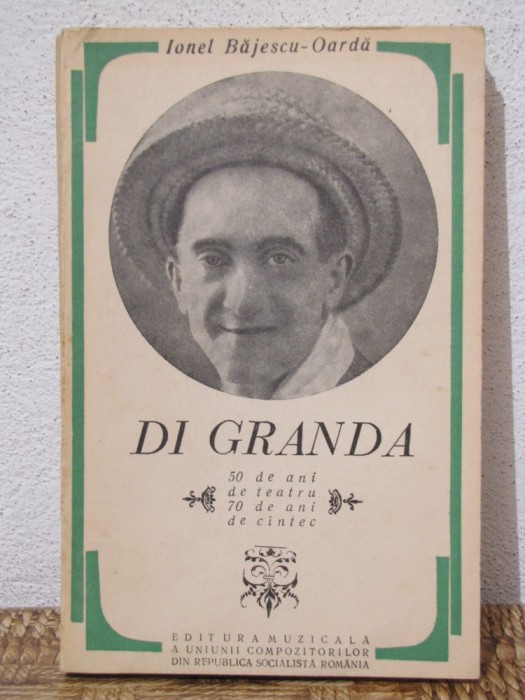 Ionel Băjescu-Oardă
DI GRANDA
50 de ani
de teatru
70 de ani
de cîntec
EDITURA MUZICALĂ
A UNIUNII COMPOZITORILOR
DIN REPUBLICA SOCIALISTĂ ROMÂNIA